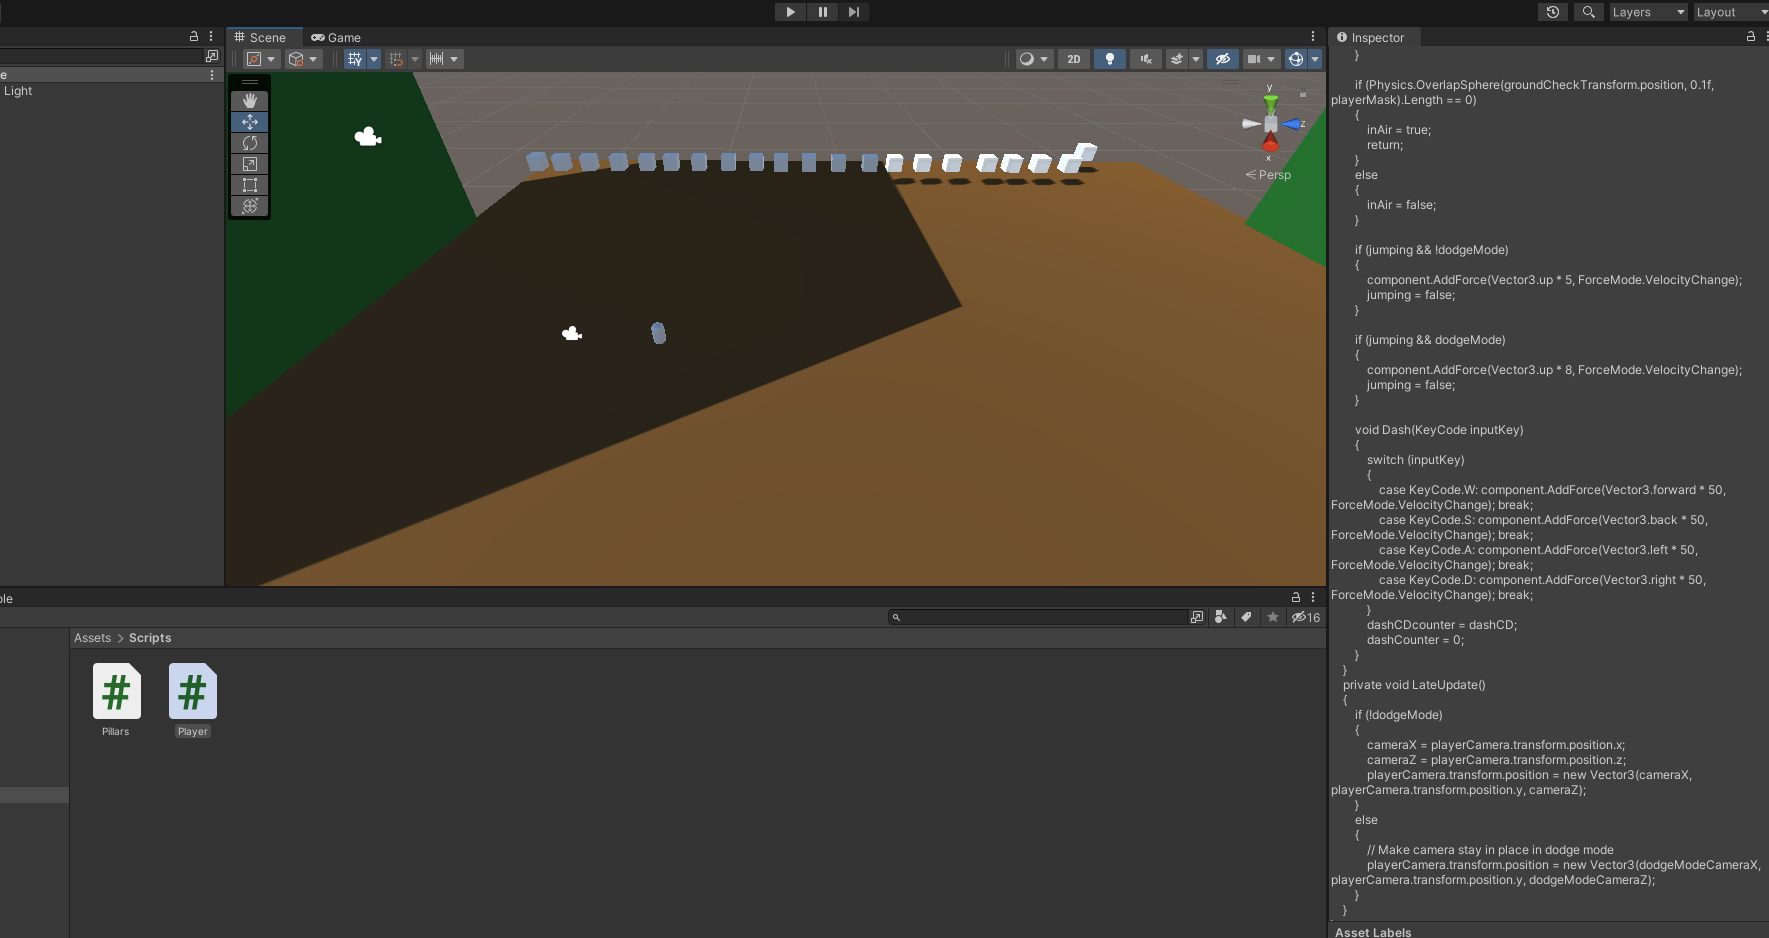 Layers
Layout
Scene
Game
Inspector
e
Light
2D
y
z
x
Persp
}
if (Physics.OverlapSphere(groundCheckTransform.position, 0.1f,
playerMask).Length == 0)
{
inAir = true;
return;
}
else
{
inAir = false;
}
if (jumping && !dodgeMode)
{
component.AddForce(Vector3.up * 5, ForceMode.VelocityChange);
jumping = false;
}
if (jumping && dodgeMode)
{
component.AddForce(Vector3.up * 8, ForceMode.VelocityChange);
jumping = false;
}
void Dash(KeyCode inputKey)
{
switch (inputKey)
{
case KeyCode.W: component.AddForce(Vector3.forward * 50,
ForceMode.VelocityChange); break;
case KeyCode.S: component.AddForce(Vector3.back * 50,
ForceMode.VelocityChange); break;
case KeyCode.A: component.AddForce(Vector3.left * 50,
ForceMode.VelocityChange); break;
case KeyCode.D: component.AddForce(Vector3.right * 50,
ForceMode.VelocityChange); break;
}
dashCDcounter = dashCD;
dashCounter = 0;
}
}
private void LateUpdate()
{
if (!dodgeMode)
{
cameraX = playerCamera.transform.position.x;
cameraZ = playerCamera.transform.position.z;
playerCamera.transform.position = new Vector3(cameraX,
playerCamera.transform.position.y, cameraZ);
}
else
{
// Make camera stay in place in dodge mode
playerCamera.transform.position = new Vector3(dodgeModeCameraX,
playerCamera.transform.position.y, dodgeModeCameraZ);
}
}
Asset Labels
ole
16
Assets > Scripts
#
#
Pillars
Player